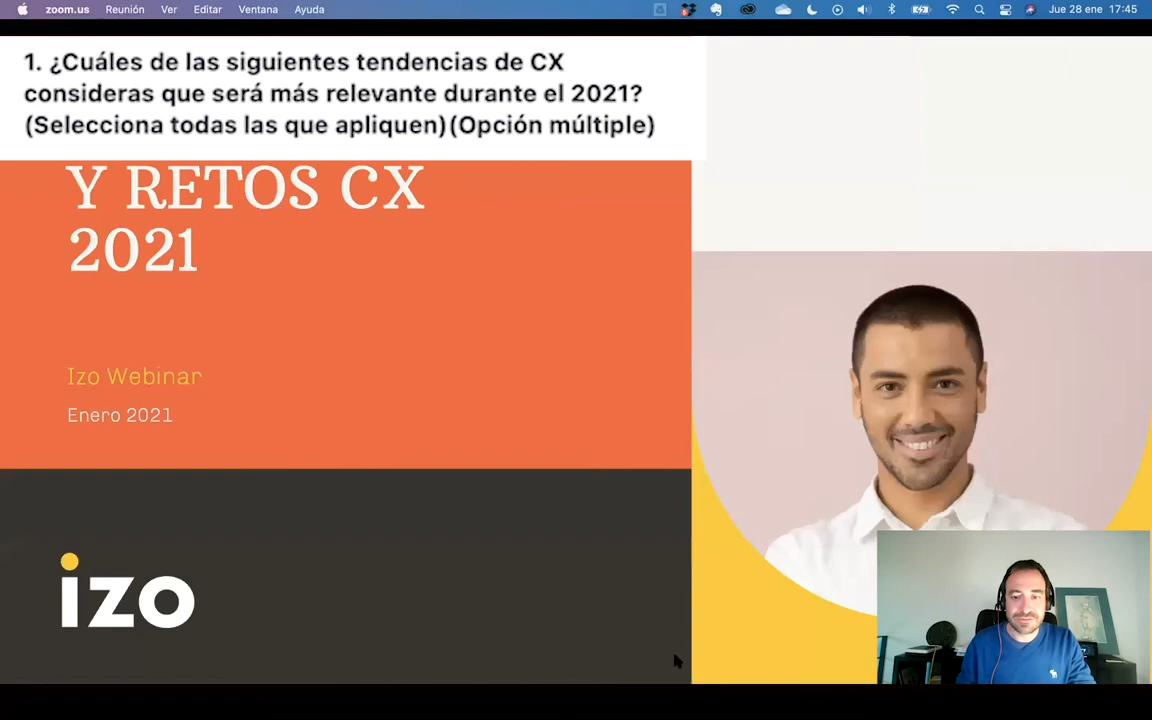 zoom.us Reunión Ver Editar Ventana Ayuda Jue 28 ene 17:45
1. ¿Cuáles de las siguientes tendencias de CX
consideras que será más relevante durante el 2021?
(Selecciona todas las que apliquen)(Opción múltiple)
Y RETOS CX
2021
Izo Webinar
Enero 2021
izo